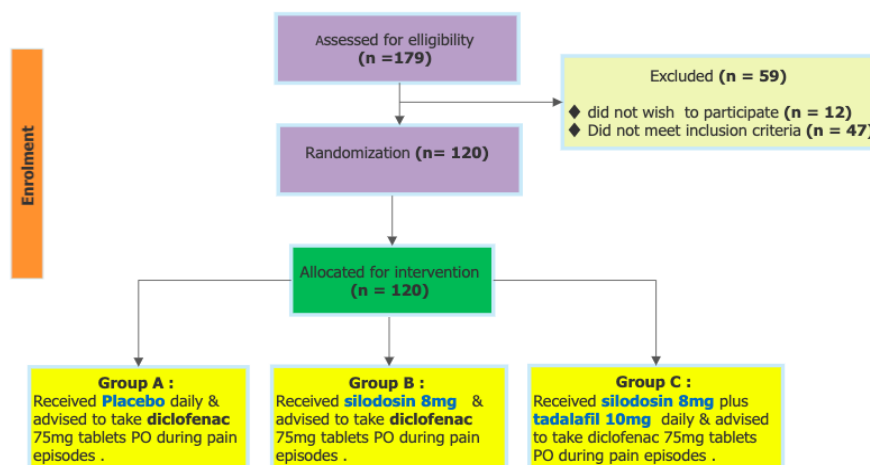 Assessed for elligibility
(n =179)
Excluded (n = 59)
♦ did not wish to participate (n = 12)
♦ Did not meet inclusion criteria (n = 47)
Enrolment
Randomization (n= 120)
Allocated for intervention
(n = 120)
Group A :
Received Placebo daily &
advised to take diclofenac
75mg tablets PO during pain
episodes .
Group B :
Received silodosin 8mg &
advised to take diclofenac
75mg tablets PO during pain
episodes .
Group C :
Received silodosin 8mg plus
tadalafil 10mg daily & advised
to take diclofenac 75mg tablets
PO during pain episodes .